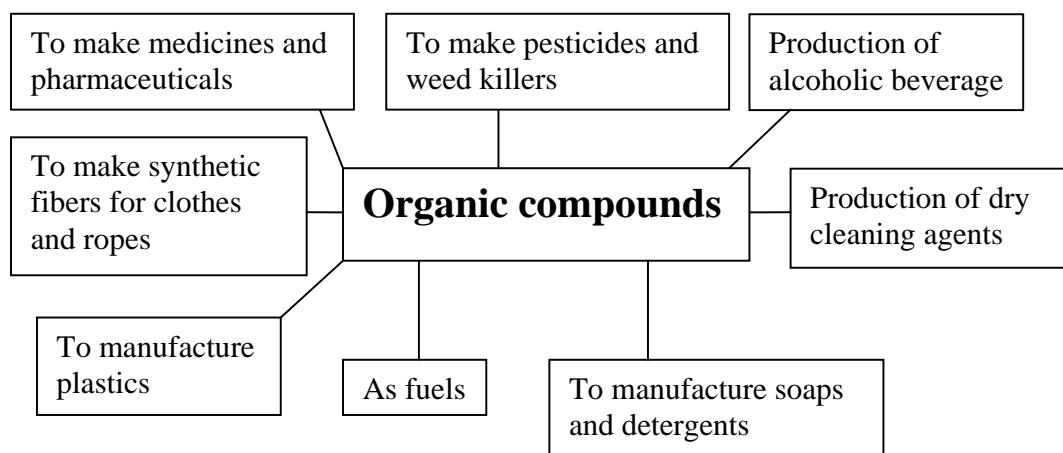 To make medicines and
pharmaceuticals
To make pesticides and
weed killers
Production of
alcoholic beverage
To make synthetic
fibers for clothes
and ropes
Organic compounds
Production of dry
cleaning agents
To manufacture
plastics
As fuels
To manufacture soaps
and detergents